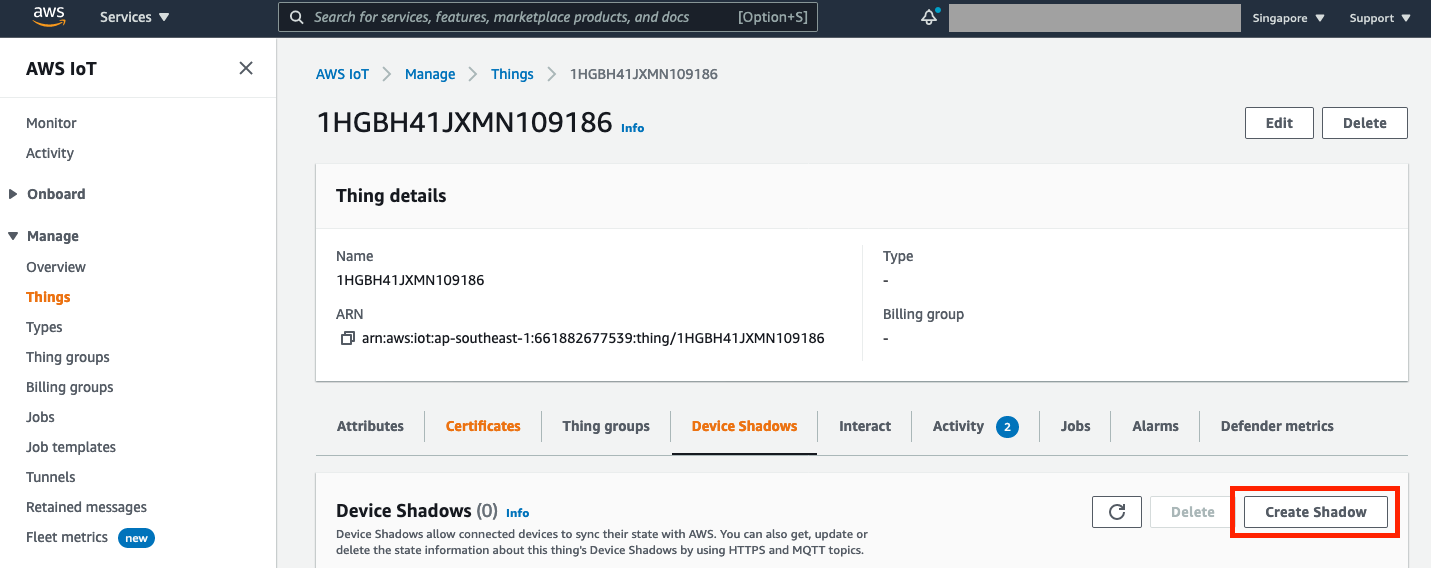 aws Services Search for services, features, marketplace products, and docs [Option+S] Singapore Support
AWS IoT
Monitor
Activity
Onboard
Manage
Overview
Things
Types
Thing groups
Billing groups
Jobs
Job templates
Tunnels
Retained messages
Fleet metrics new
AWS IoT Manage Things 1HGBH41JXMN109186
1HGBH41JXMN109186 Info Edit Delete
Thing details
Name
1HGBH41JXMN109186
ARN
arn:aws:iot:ap-southeast-1:661882677539:thing/1HGBH41JXMN109186
Type
-
Billing group
-
Attributes Certificates Thing groups Device Shadows Interact Activity 2 Jobs Alarms Defender metrics
Device Shadows (0) Info Delete Create Shadow
Device Shadows allow connected devices to sync their state with AWS. You can also get, update or
delete the state information about this thing's Device Shadows by using HTTPS and MQTT topics.